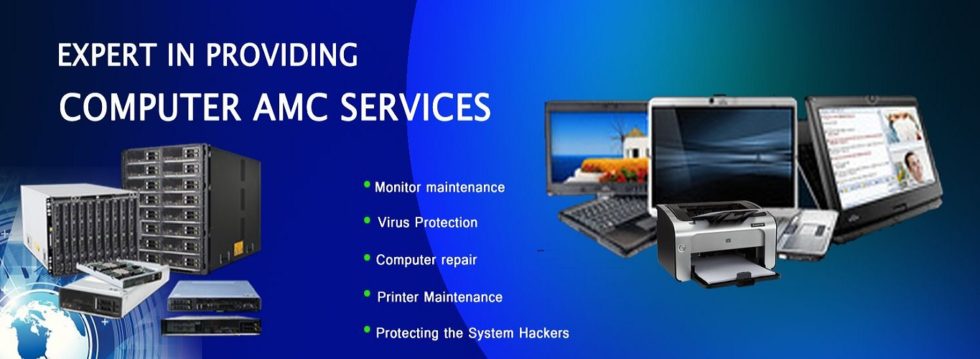 EXPERT IN PROVIDING
COMPUTER AMC SERVICES
Monitor maintenance
Virus Protection
Computer repair
Printer Maintenance
Protecting the System Hackers